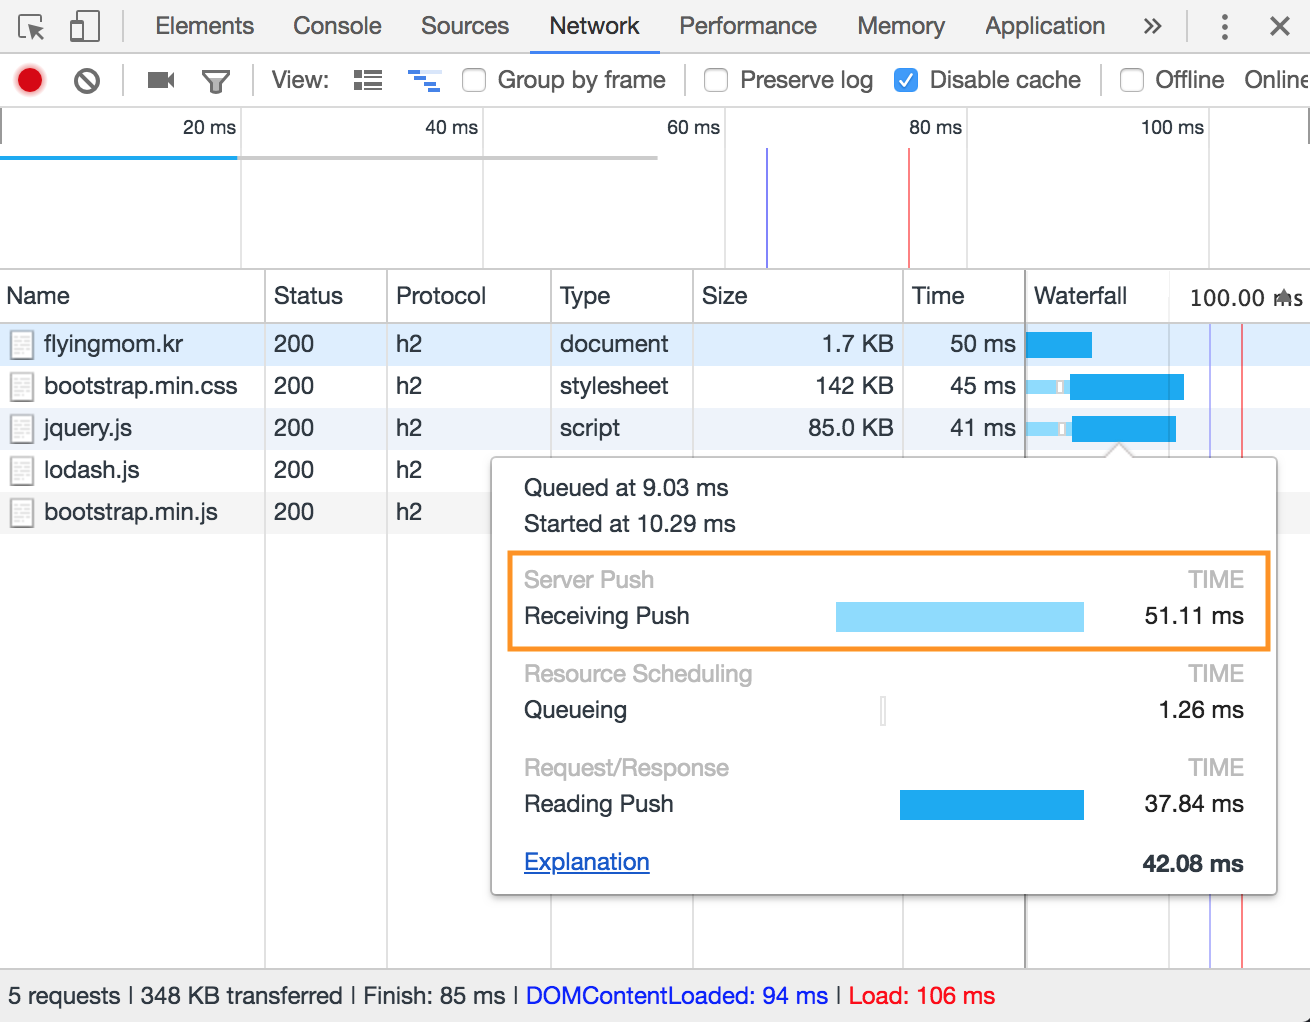 Elements Console Sources Network Performance Memory Application »
View: Group by frame Preserve log Disable cache Offline Online
20 ms 40 ms 60 ms 80 ms 100 ms
Name Status Protocol Type Size Time Waterfall 100.00 ms
flyingmom.kr 200 h2 document 1.7 KB 50 ms
bootstrap.min.css 200 h2 stylesheet 142 KB 45 ms
jquery.js 200 h2 script 85.0 KB 41 ms
lodash.js 200 h2
bootstrap.min.js 200 h2
Queued at 9.03 ms
Started at 10.29 ms
Server Push TIME
Receiving Push 51.11 ms
Resource Scheduling TIME
Queueing 1.26 ms
Request/Response TIME
Reading Push 37.84 ms
Explanation 42.08 ms
5 requests | 348 KB transferred | Finish: 85 ms | DOMContentLoaded: 94 ms | Load: 106 ms